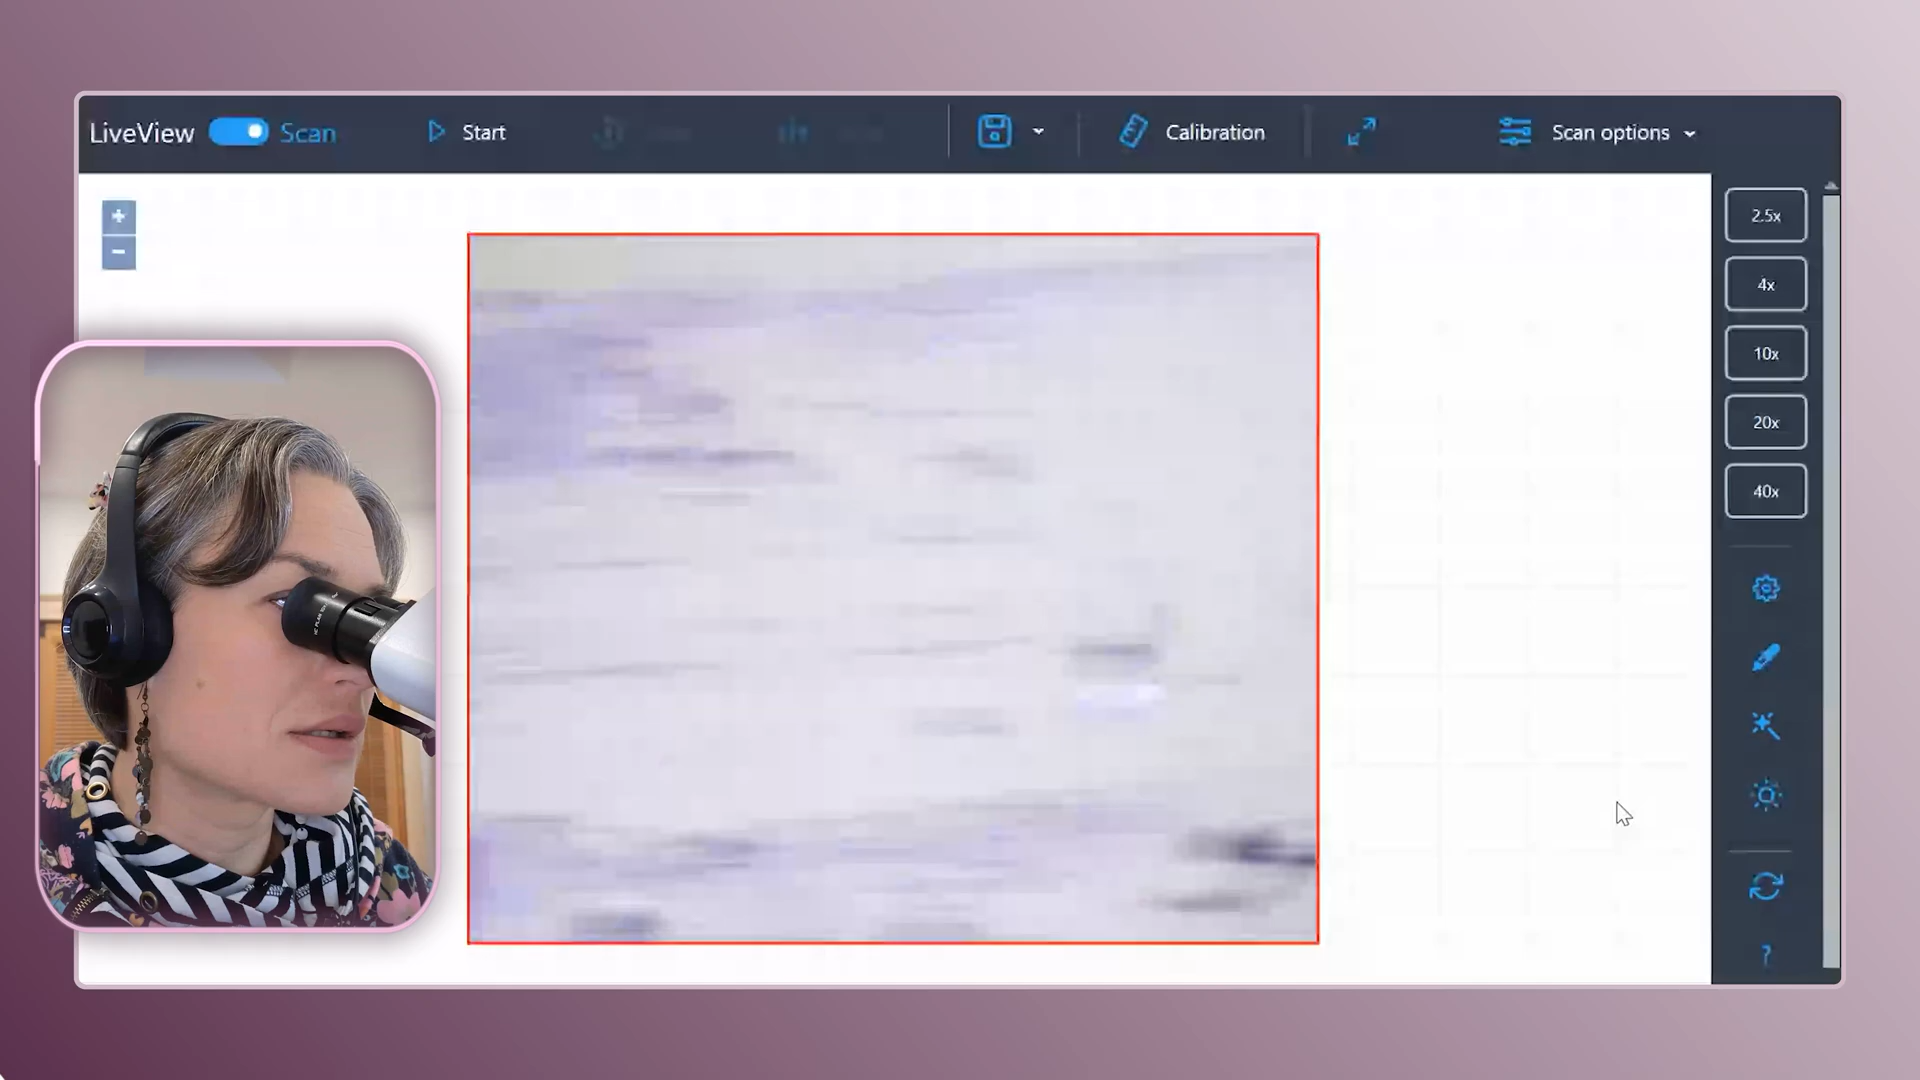 LiveView Scan Start Calibration Scan options
+
-
2.5x
4x
10x
20x
40x
?